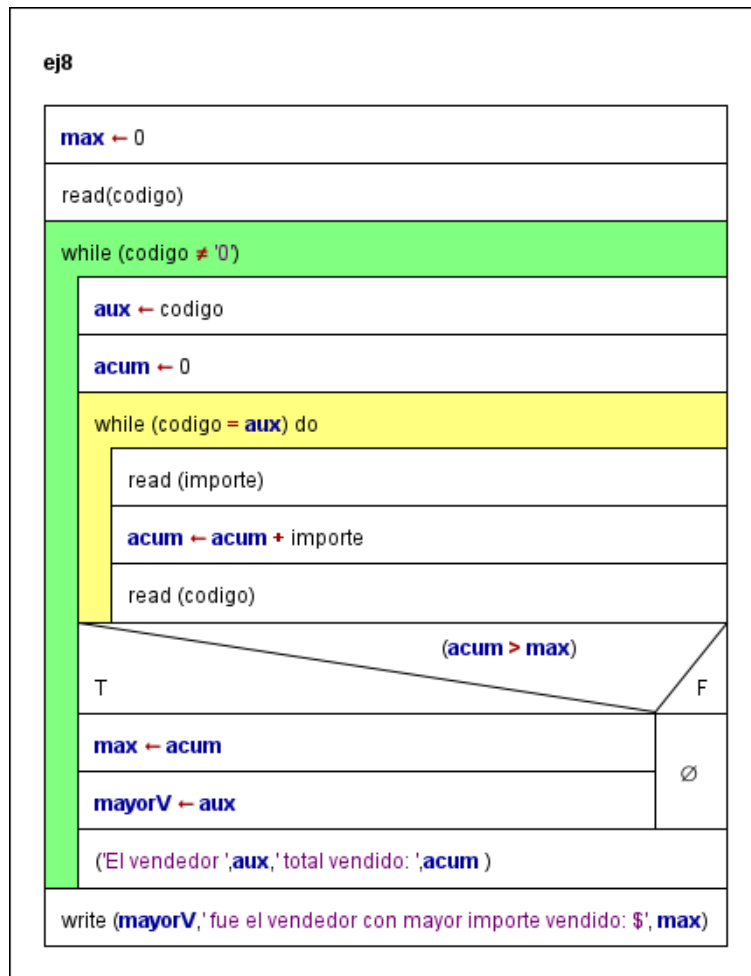 ej8
max ← 0
read(codigo)
while (codigo ≠ '0')
aux ← codigo
acum ← 0
while (codigo = aux) do
read (importe)
acum ← acum + importe
read (codigo)
(acum > max)
T F
max ← acum
∅
mayorV ← aux
('El vendedor ',aux,' total vendido: ',acum )
write (mayorV,' fue el vendedor con mayor importe vendido: $', max)